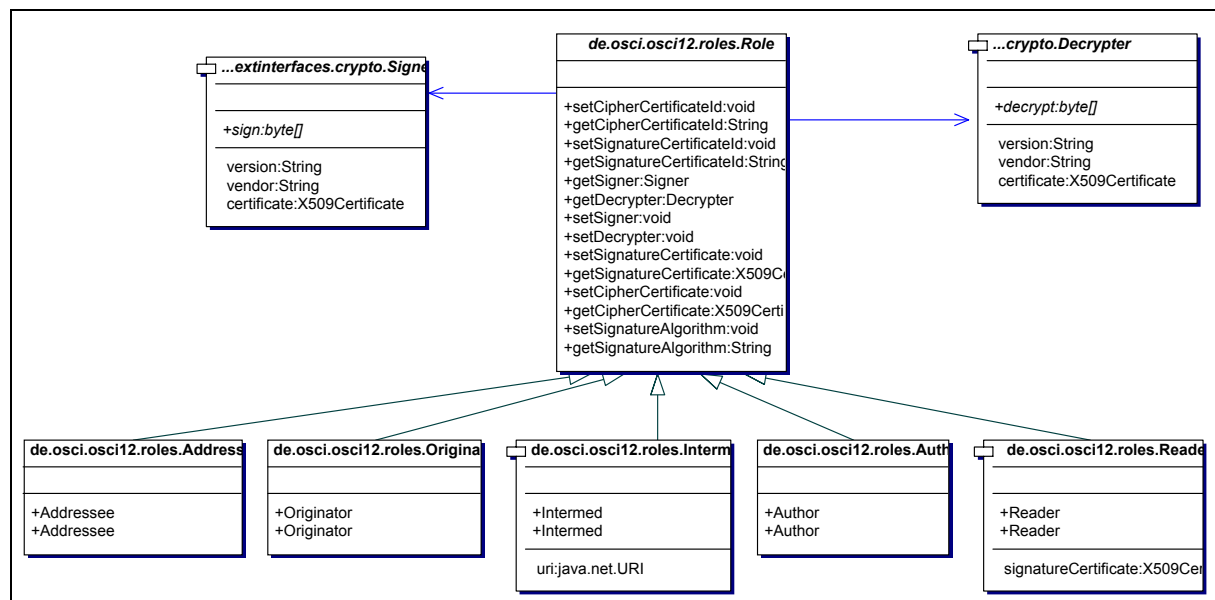 de.osci.osci12.roles.Role
+setCipherCertificateId:void
+getCipherCertificateId:String
+setSignatureCertificateId:void
+getSignatureCertificateId:String
+getSigner:Signer
+getDecrypter:Decrypter
+setSigner:void
+setDecrypter:void
+setSignatureCertificate:void
+getSignatureCertificate:X509Ce
+setCipherCertificate:void
+getCipherCertificate:X509Certi
+setSignatureAlgorithm:void
+getSignatureAlgorithm:String
...extinterfaces.crypto.Signe
+sign:byte[]
version:String
vendor:String
certificate:X509Certificate
...crypto.Decrypter
+decrypt:byte[]
version:String
vendor:String
certificate:X509Certificate
de.osci.osci12.roles.Address
+Addressee
+Addressee
de.osci.osci12.roles.Origina
+Originator
+Originator
de.osci.osci12.roles.Interm
+Intermed
+Intermed
uri:java.net.URI
de.osci.osci12.roles.Auth
+Author
+Author
de.osci.osci12.roles.Reade
+Reader
+Reader
signatureCertificate:X509Cer